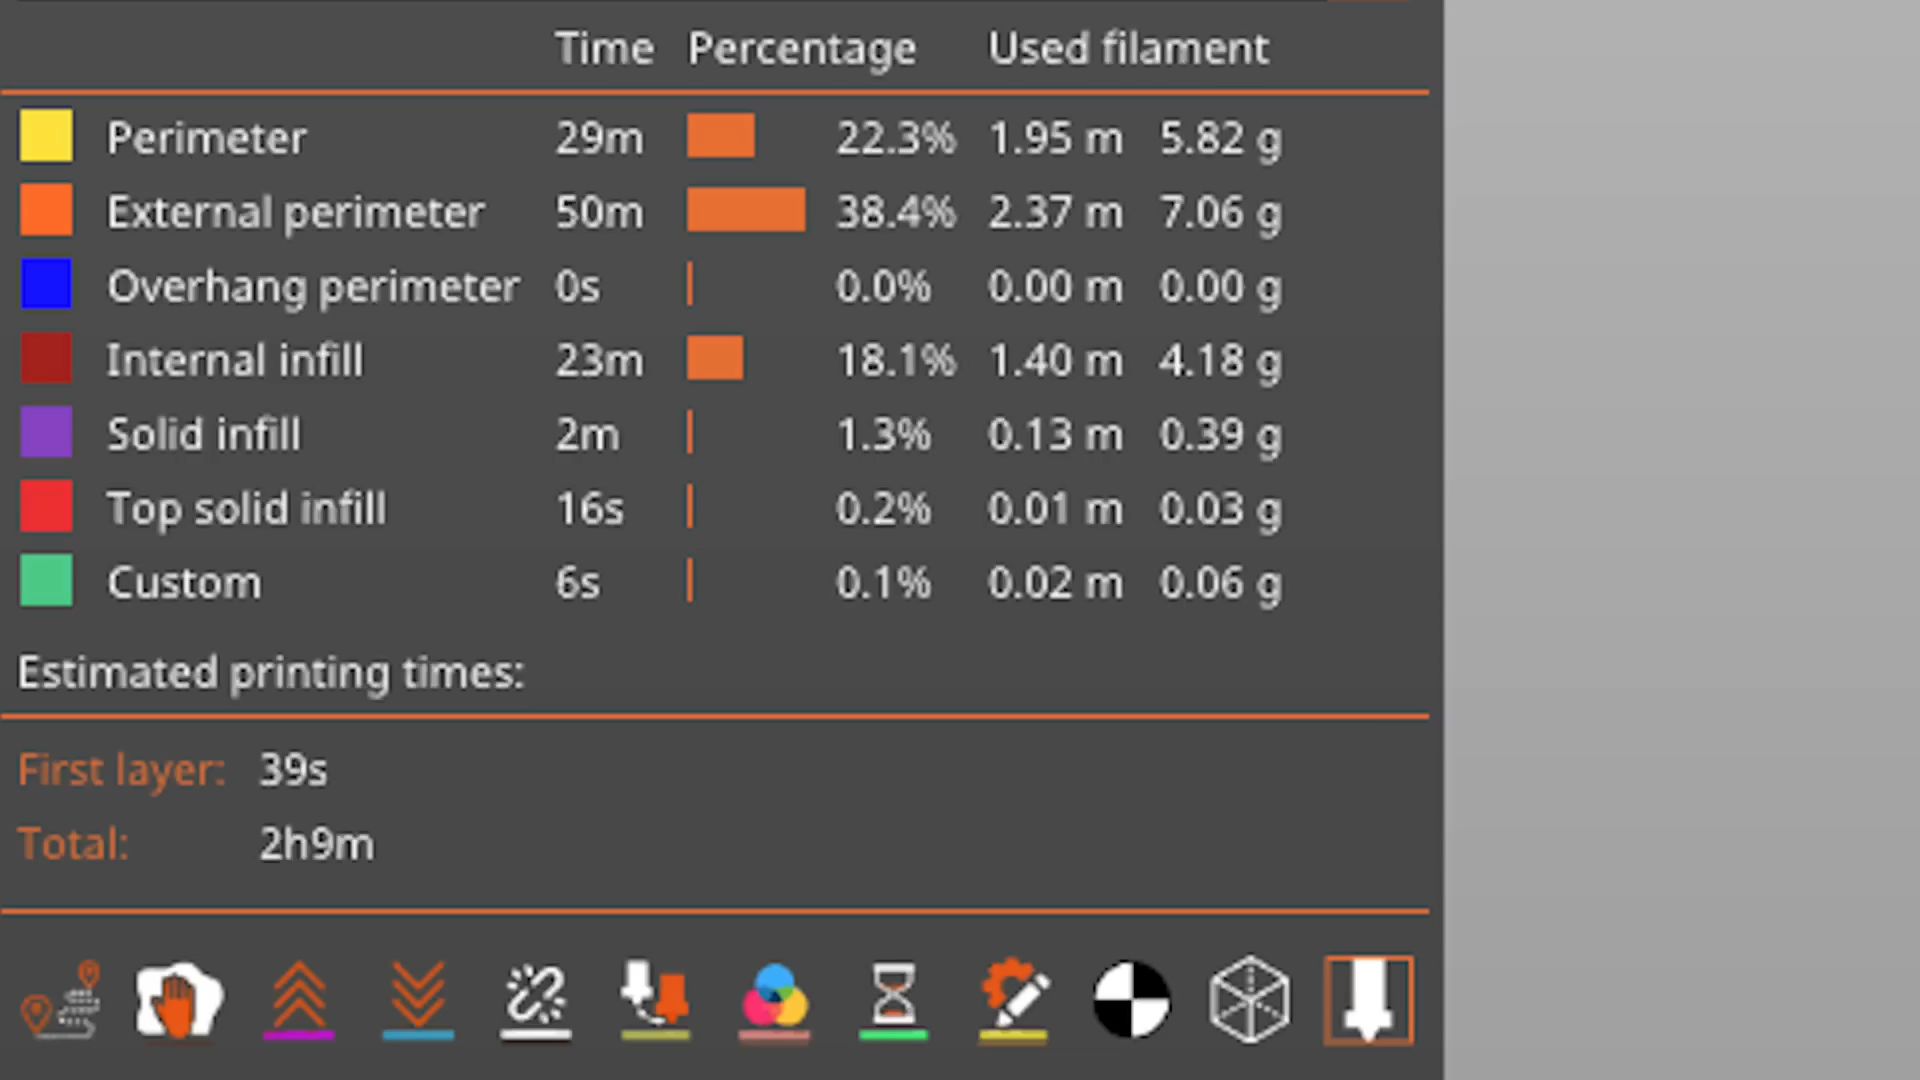 Time Percentage Used filament
Perimeter 29m 22.3% 1.95 m 5.82 g
External perimeter 50m 38.4% 2.37 m 7.06 g
Overhang perimeter 0s 0.0% 0.00 m 0.00 g
Internal infill 23m 18.1% 1.40 m 4.18 g
Solid infill 2m 1.3% 0.13 m 0.39 g
Top solid infill 16s 0.2% 0.01 m 0.03 g
Custom 6s 0.1% 0.02 m 0.06 g
Estimated printing times:
First layer: 39s
Total: 2h9m